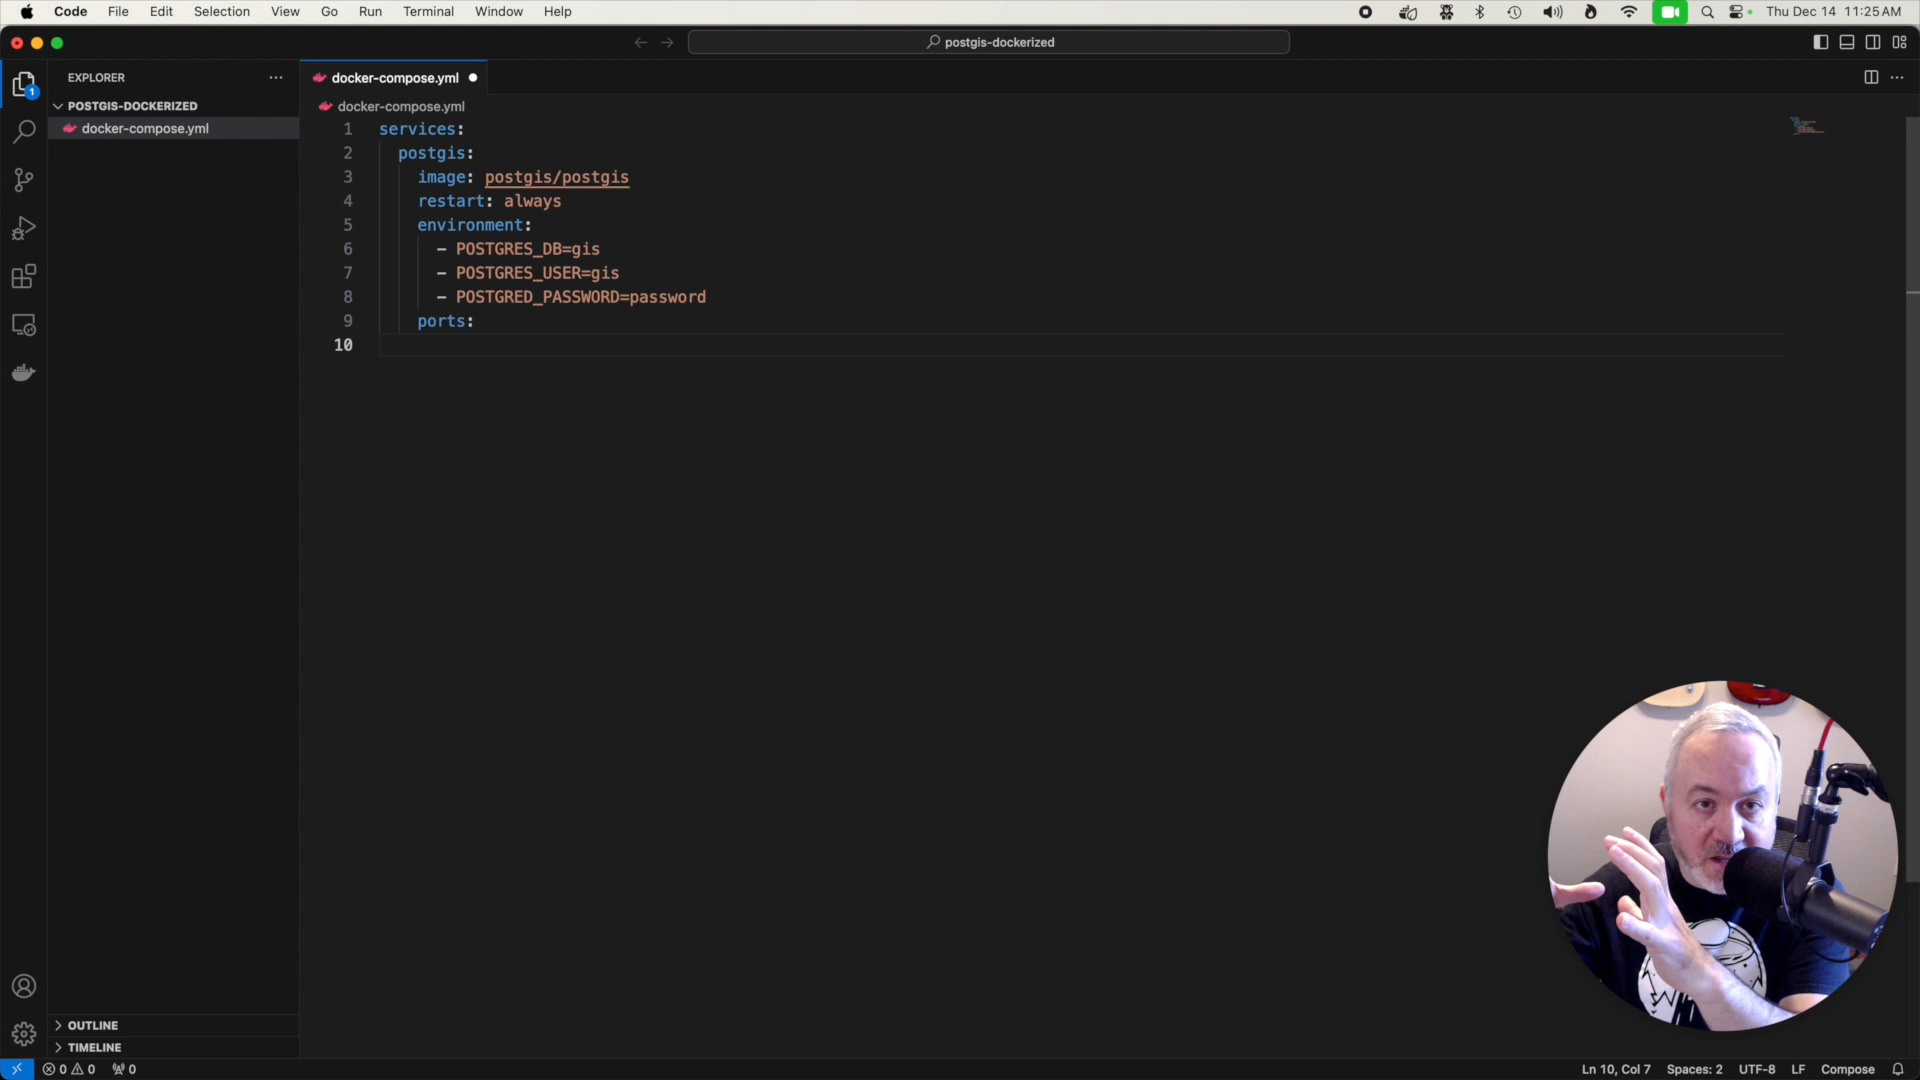 Code File Edit Selection View Go Run Terminal Window Help Thu Dec 14 11:25 AM
postgis-dockerized
EXPLORER
docker-compose.yml
1
POSTGIS-DOCKERIZED
docker-compose.yml
docker-compose.yml
1 services:
2 postgis:
3 image: postgis/postgis
4 restart: always
5 environment:
6 - POSTGRES_DB=gis
7 - POSTGRES_USER=gis
8 - POSTGRED_PASSWORD=password
9 ports:
10
OUTLINE
TIMELINE
0 0 0 Ln 10, Col 7 Spaces: 2 UTF-8 LF Compose